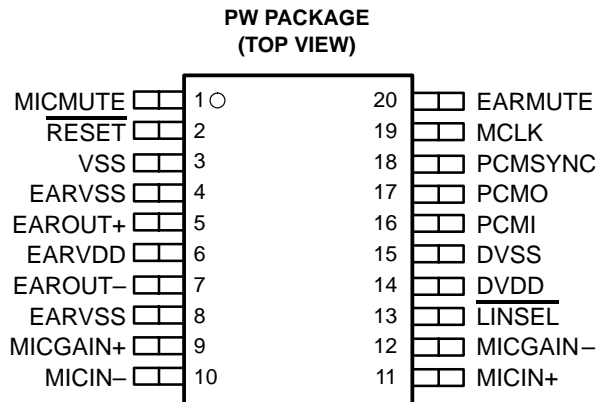 PW PACKAGE
(TOP VIEW)
MICMUTE 1 20 EARMUTE
RESET 2 19 MCLK
VSS 3 18 PCMSYNC
EARVSS 4 17 PCMO
EAROUT+ 5 16 PCMI
EARVDD 6 15 DVSS
EAROUT– 7 14 DVDD
EARVSS 8 13 LINSEL
MICGAIN+ 9 12 MICGAIN–
MICIN– 10 11 MICIN+